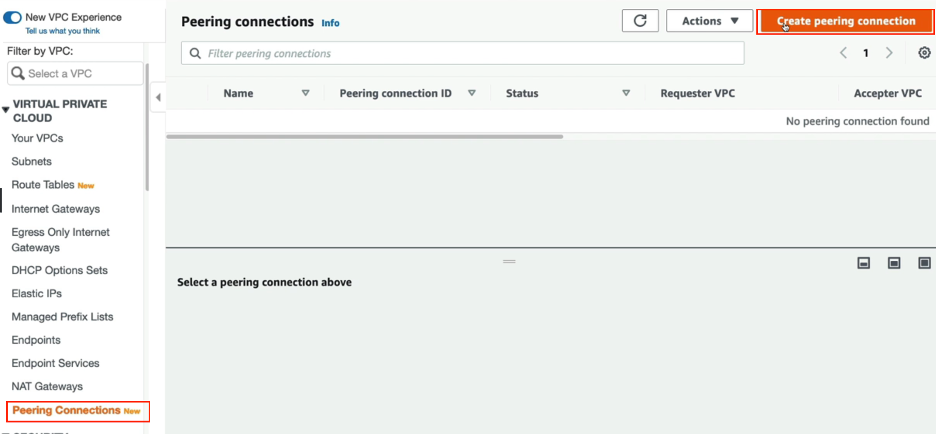 New VPC Experience
Tell us what you think
Filter by VPC:
Select a VPC
VIRTUAL PRIVATE
CLOUD
Your VPCs
Subnets
Route Tables New
Internet Gateways
Egress Only Internet
Gateways
DHCP Options Sets
Elastic IPs
Managed Prefix Lists
Endpoints
Endpoint Services
NAT Gateways
Peering Connections New
SECURITY
Peering connections Info
Actions
Create peering connection
Filter peering connections
1
Name
Peering connection ID
Status
Requester VPC
Accepter VPC
No peering connection found
Select a peering connection above